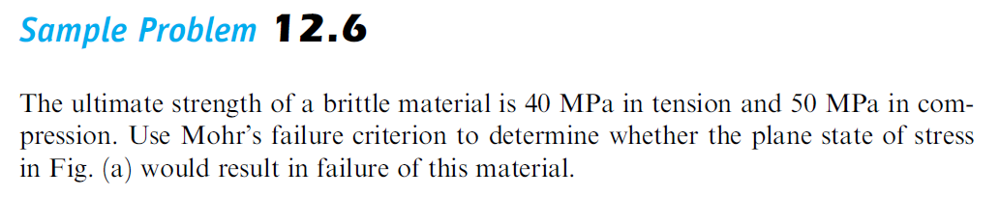 Sample Problem 12.6
The ultimate strength of a brittle material is 40 MPa in tension and 50 MPa in com-
pression. Use Mohr's failure criterion to determine whether the plane state of stress
in Fig. (a) would result in failure of this material.